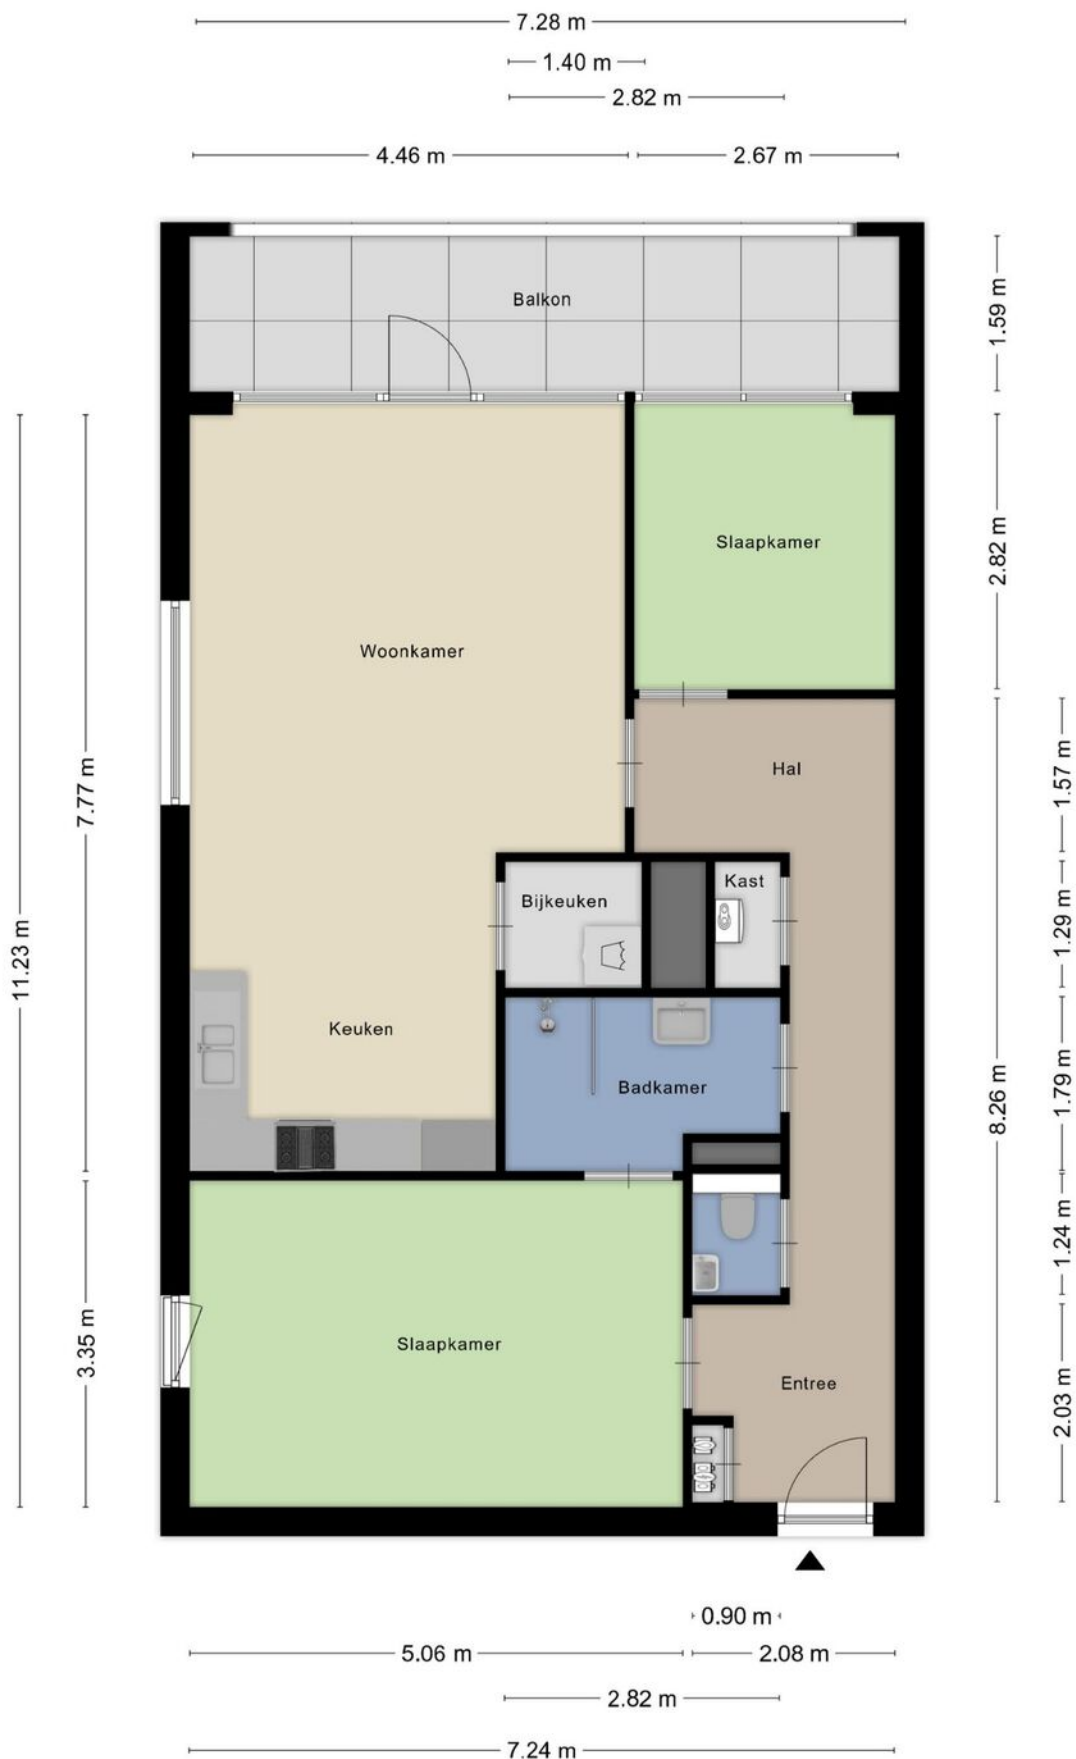 7.28 m
1.40 m
2.82 m
4.46 m
2.67 m
Balkon
1.59 m
Slaapkamer
2.82 m
Woonkamer
7.77 m
Hal
1.57 m
Bijkeuken
Kast
11.23 m
1.29 m
Keuken
Badkamer
8.26 m
1.79 m
1.24 m
Slaapkamer
3.35 m
Entree
2.03 m
0.90 m
5.06 m
2.08 m
2.82 m
7.24 m